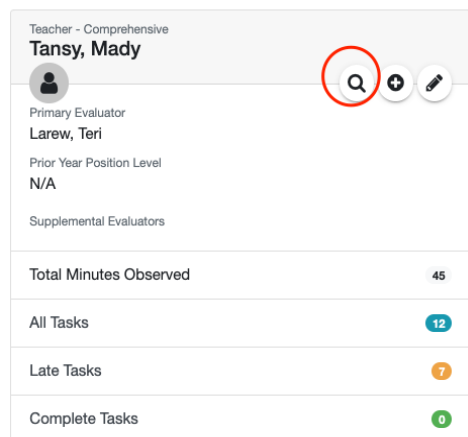 Teacher - Comprehensive
Tansy, Mady
Primary Evaluator
Larew, Teri
Prior Year Position Level
N/A
Supplemental Evaluators
Total Minutes Observed 45
All Tasks 12
Late Tasks 7
Complete Tasks 0